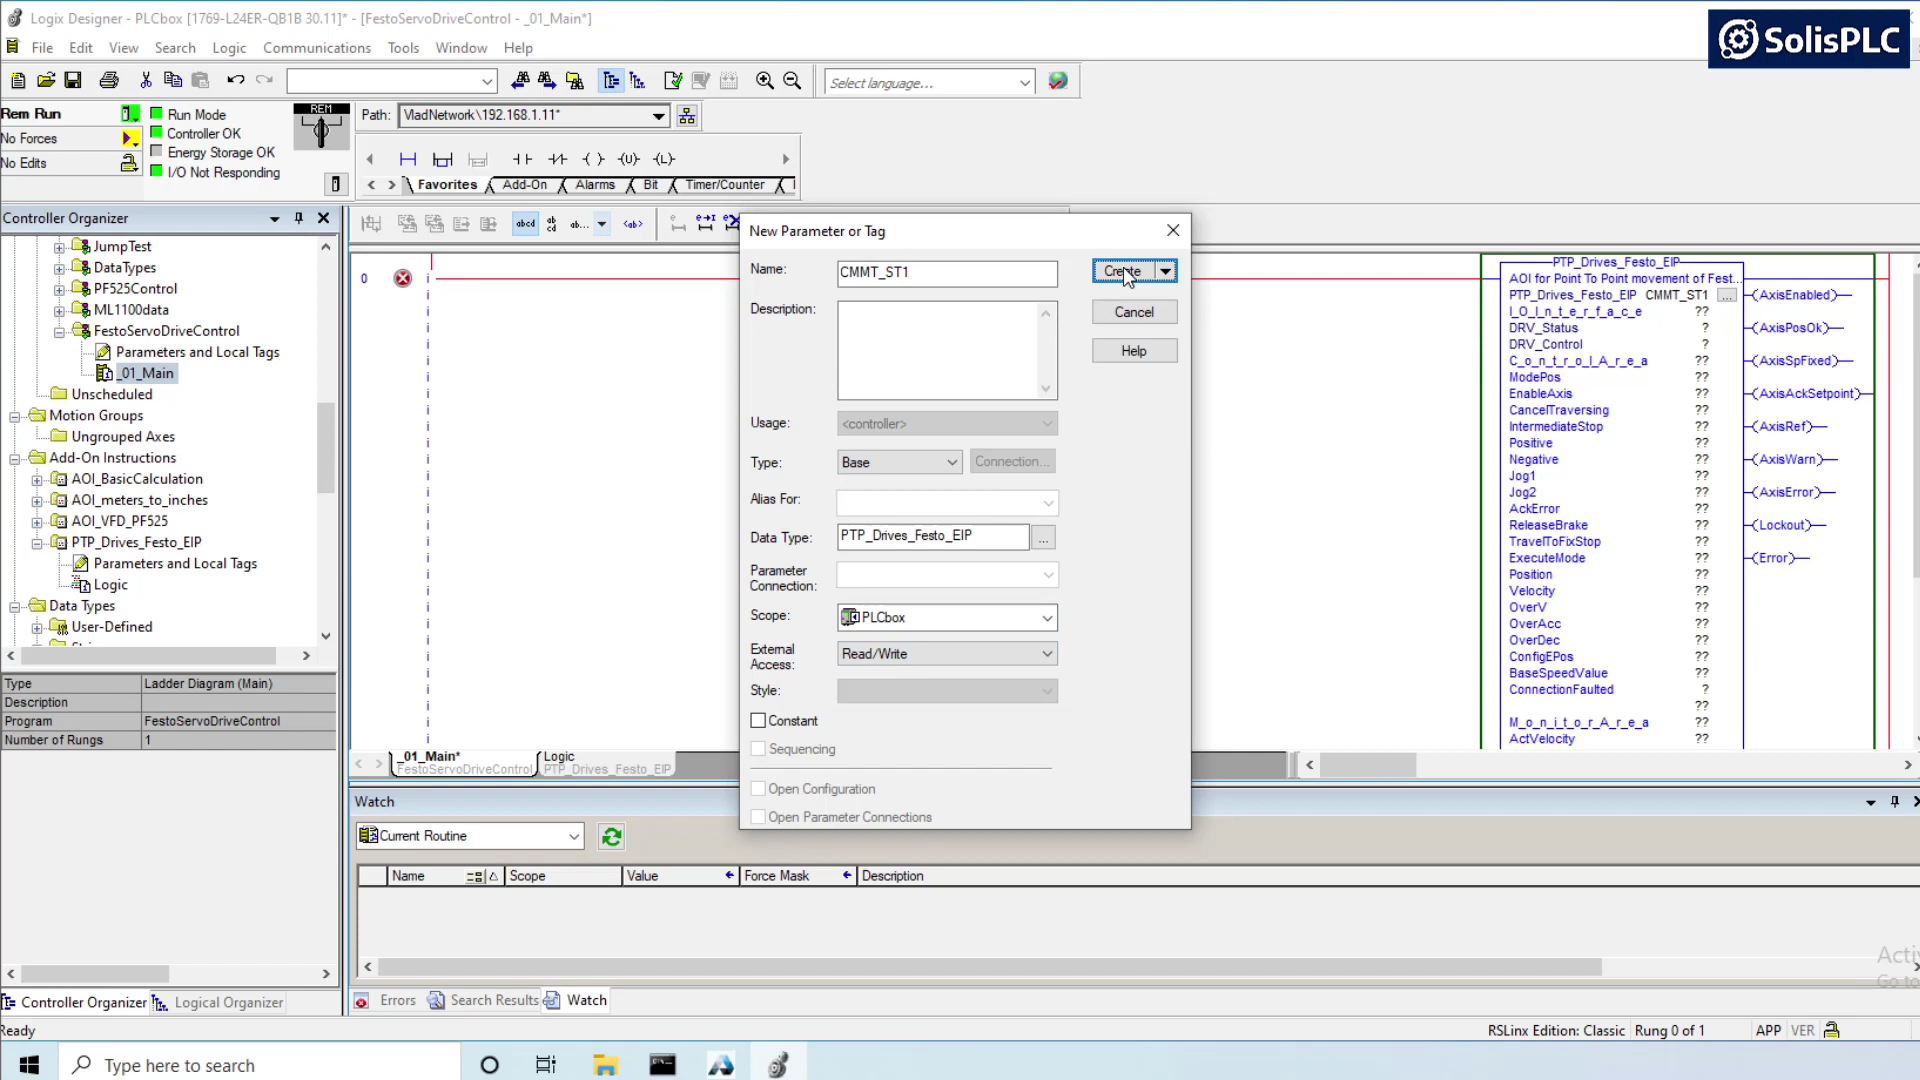 Logix Designer - PLCbox [1769-L24ER-QB1B 30.11]* - [FestoServoDriveControl - _01_Main*]
SolisPLC
File Edit View Search Logic Communications Tools Window Help
Select language...
Rem Run
No Forces
No Edits
Run Mode
Controller OK
Energy Storage OK
I/O Not Responding
REM
Path: VladNetwork\192.168.1.11*
Favorites Add-On Alarms Bit Timer/Counter
Controller Organizer
JumpTest
DataTypes
PF525Control
ML1100data
FestoServoDriveControl
Parameters and Local Tags
_01_Main
Unscheduled
Motion Groups
Ungrouped Axes
Add-On Instructions
AOI_BasicCalculation
AOI_meters_to_inches
AOI_VFD_PF525
PTP_Drives_Festo_EIP
Parameters and Local Tags
Logic
Data Types
User-Defined
Type Ladder Diagram (Main)
Description
Program FestoServoDriveControl
Number of Rungs 1
Controller Organizer Logical Organizer
0
New Parameter or Tag
Name: CMMT_ST1
Description:
Usage: <controller>
Type: Base Connection...
Alias For:
Data Type: PTP_Drives_Festo_EIP ...
Parameter Connection:
Scope: PLCbox
External Access: Read/Write
Style:
Constant
Sequencing
Open Configuration
Open Parameter Connections
Create
Cancel
Help
PTP_Drives_Festo_EIP
AOI for Point To Point movement of Fest...
PTP_Drives_Festo_EIP CMMT_ST1 ... (AxisEnabled)
I_O_I_n_t_e_r_f_a_c_e ??
DRV_Status ? (AxisPosOk)
DRV_Control ?
C_o_n_t_r_o_l_A_r_e_a ?? (AxisSpFixed)
ModePos ??
EnableAxis ?? (AxisAckSetpoint)
CancelTraversing ??
IntermediateStop ?? (AxisRef)
Positive ??
Negative ?? (AxisWarn)
Jog1 ??
Jog2 ?? (AxisError)
AckError ??
ReleaseBrake ?? (Lockout)
TravelToFixStop ??
ExecuteMode ?? (Error)
Position ??
Velocity ??
OverV ??
OverAcc ??
OverDec ??
ConfigEPos ??
BaseSpeedValue ??
ConnectionFaulted ?
??
M_o_n_i_t_o_r_A_r_e_a ??
ActVelocity ??
_01_Main* Logic
FestoServoDriveControl PTP_Drives_Festo_EIP
Watch
Current Routine
Name Scope Value Force Mask Description
Errors Search Results Watch
Ready RSLinx Edition: Classic Rung 0 of 1 APP VER
Type here to search